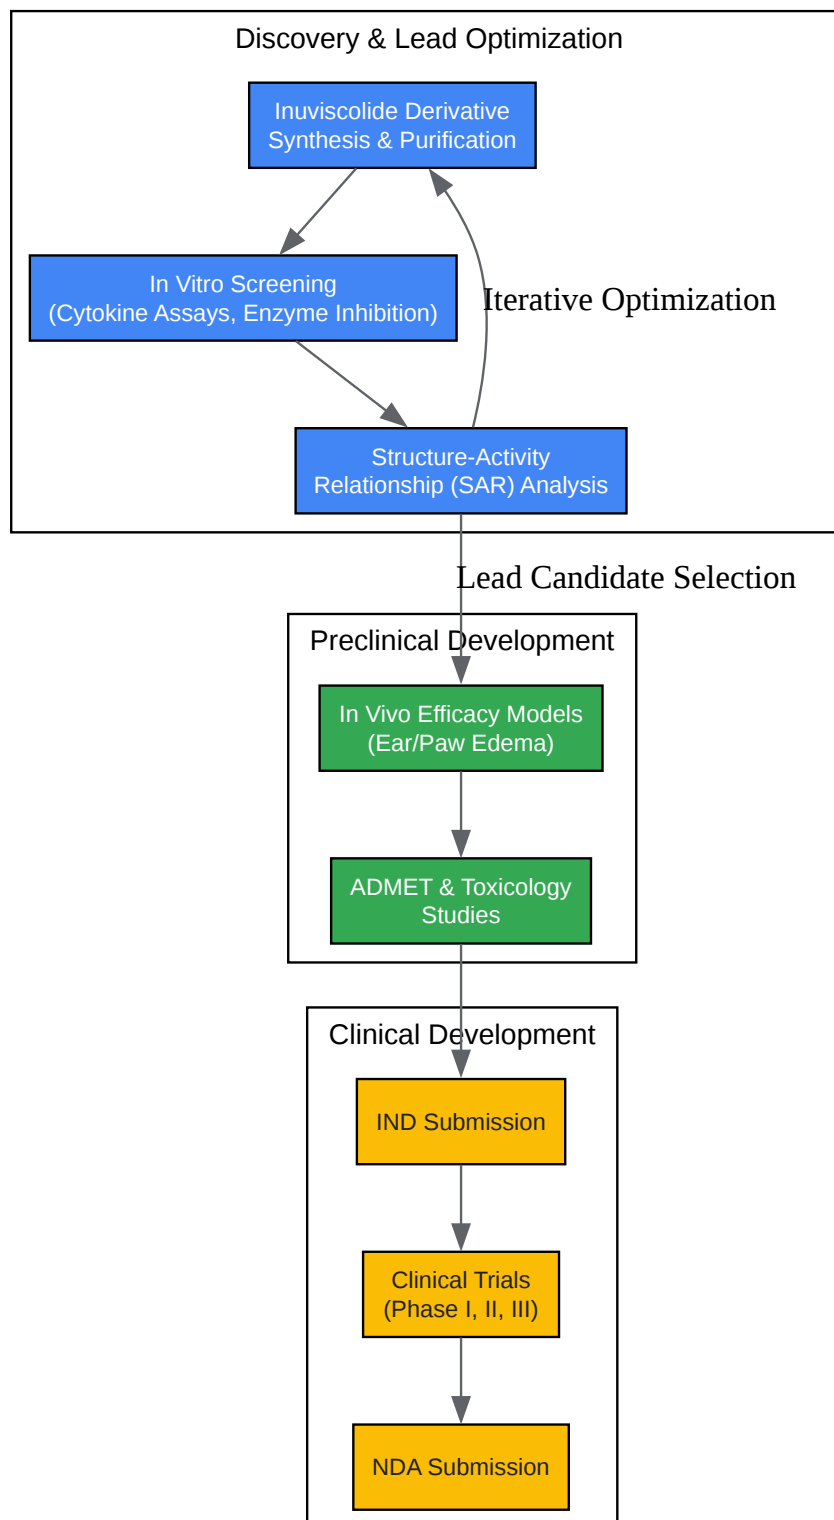 Discovery & Lead Optimization
Inuviscolide Derivative
Synthesis & Purification
In Vitro Screening
(Cytokine Assays, Enzyme Inhibition)
Iterative Optimization
Structure-Activity
Relationship (SAR) Analysis
Lead Candidate Selection
Preclinical Development
In Vivo Efficacy Models
(Ear/Paw Edema)
ADMET & Toxicology
Studies
Clinical Development
IND Submission
Clinical Trials
(Phase I, II, III)
NDA Submission